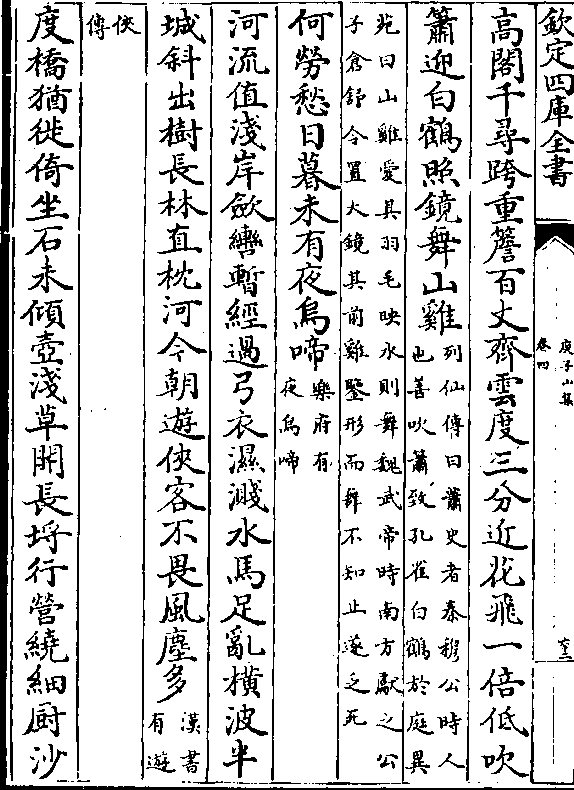 欽定四庫全書
庾子山集
卷四
高閣千尋跨重簷百丈齊雲度三分近花飛一倍低吹
簫迎白鶴照鏡舞山雞
列仙傳曰蕭史者秦穆公時人
也善吹簫致孔雀白鶴於庭異
苑曰山雞愛其羽毛映水則舞魏武帝時南方獻之公
子倉舒令置大鏡其前雞鑒形而舞不知止遂乏死
何勞愁日暮未有夜烏啼
樂府有
夜烏啼
河流值淺岸斂轡暫經過弓衣濕濺水馬足亂橫波半
城斜出樹長林直枕河今朝遊俠客不畏風塵多
漢書
有遊
俠
傳
度橋猶徙倚坐石未傾壺淺草開長埒行營繞細厨沙